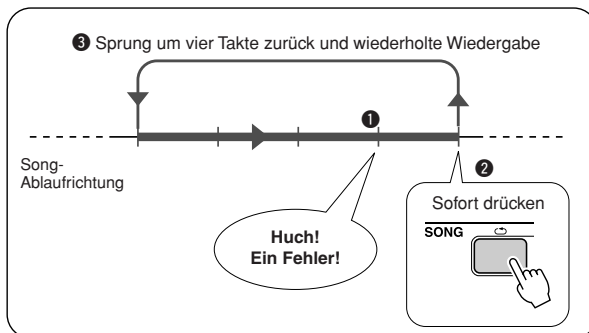 ❸ Sprung um vier Takte zurück und wiederholte Wiedergabe
❶
Song-
Ablaufrichtung
❷
Sofort drücken
SONG
Huch!
Ein Fehler!